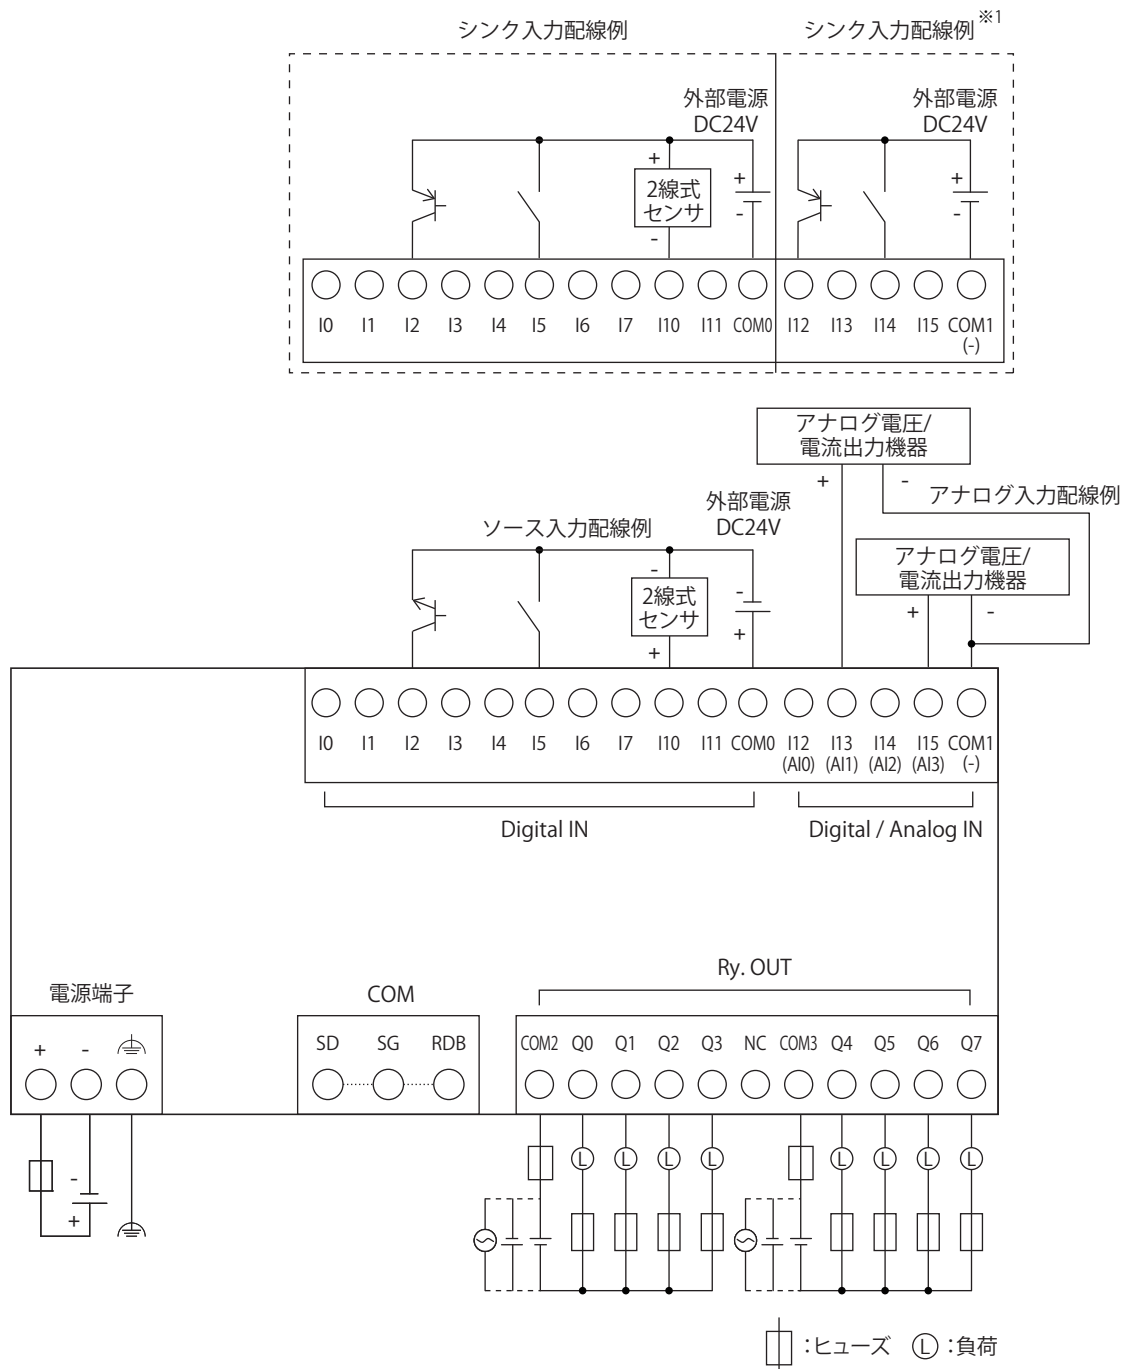 シンク入力配線例
シンク入力配線例※1
外部電源
DC24V
外部電源
DC24V
+
2線式
センサ
-
+
-
+
-
I0 I1 I2 I3 I4 I5 I6 I7 I10 I11 COM0 I12 I13 I14 I15 COM1
(-)
アナログ電圧/
電流出力機器
+ -
アナログ入力配線例
外部電源
DC24V
ソース入力配線例
アナログ電圧/
電流出力機器
+ -
-
2線式
センサ
+
-
+
I0 I1 I2 I3 I4 I5 I6 I7 I10 I11 COM0 I12 I13 I14 I15 COM1
(AI0) (AI1) (AI2) (AI3) (-)
Digital IN
Digital / Analog IN
Ry. OUT
電源端子
COM
+ -
SD SG RDB
COM2 Q0 Q1 Q2 Q3 NC COM3 Q4 Q5 Q6 Q7
L L L L L L L L
-
+
:ヒューズ L :負荷